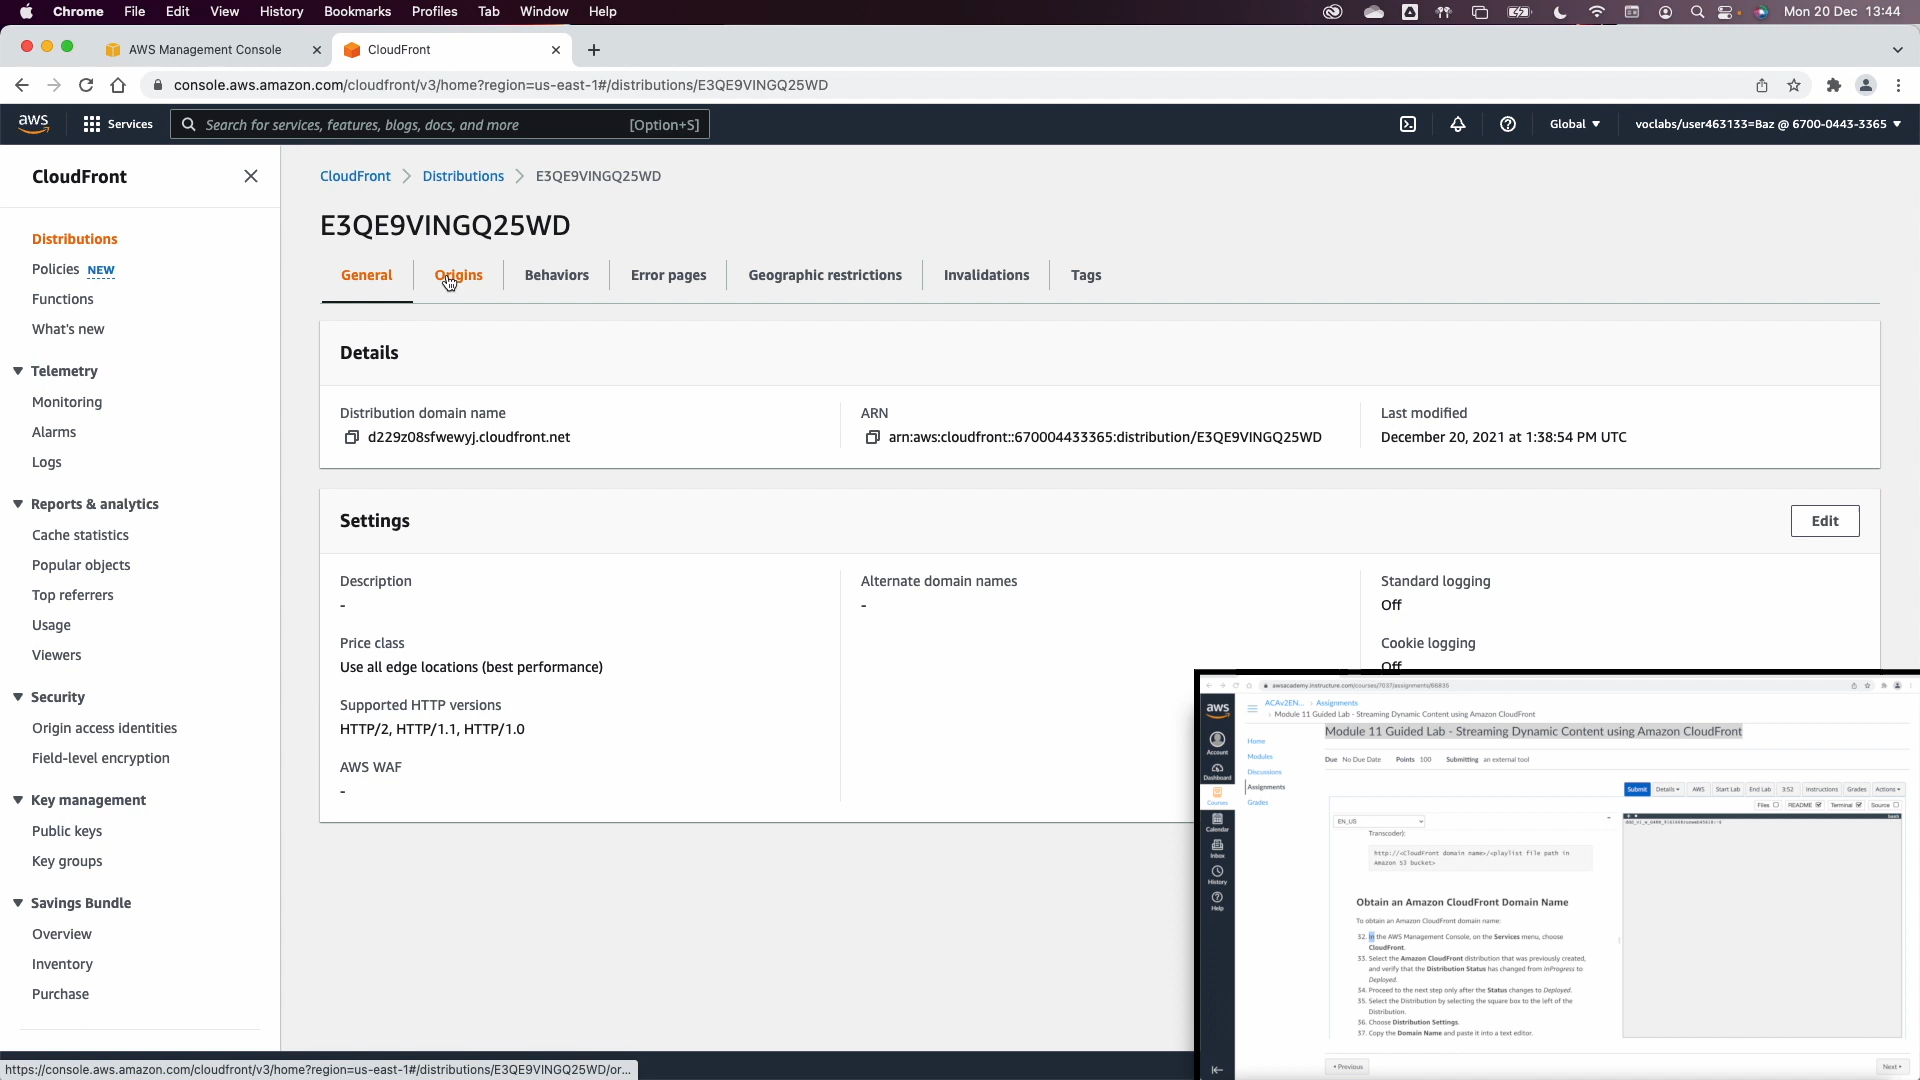 Chrome File Edit View History Bookmarks Profiles Tab Window Help Mon 20 Dec 13:44
AWS Management Console CloudFront
console.aws.amazon.com/cloudfront/v3/home?region=us-east-1#/distributions/E3QE9VINGQ25WD
aws Services Search for services, features, blogs, docs, and more [Option+S] Global voclabs/user463133=Baz @ 6700-0443-3365
CloudFront
Distributions
Policies NEW
Functions
What's new
Telemetry
Monitoring
Alarms
Logs
Reports & analytics
Cache statistics
Popular objects
Top referrers
Usage
Viewers
Security
Origin access identities
Field-level encryption
Key management
Public keys
Key groups
Savings Bundle
Overview
Inventory
Purchase
CloudFront Distributions E3QE9VINGQ25WD
E3QE9VINGQ25WD
General Origins Behaviors Error pages Geographic restrictions Invalidations Tags
Details
Distribution domain name
d229z08sfwewyj.cloudfront.net
ARN
arn:aws:cloudfront::670004433365:distribution/E3QE9VINGQ25WD
Last modified
December 20, 2021 at 1:38:54 PM UTC
Settings
Edit
Description
-
Price class
Use all edge locations (best performance)
Supported HTTP versions
HTTP/2, HTTP/1.1, HTTP/1.0
AWS WAF
-
Alternate domain names
-
Standard logging
Off
Cookie logging
Off
awsacademy.instructure.com/courses/7037/assignments/66835
aws
Account
Dashboard
Courses
Calendar
Inbox
History
Help
ACAv2EN... Assignments
Module 11 Guided Lab - Streaming Dynamic Content using Amazon CloudFront
Home
Modules
Discussions
Assignments
Grades
Module 11 Guided Lab - Streaming Dynamic Content using Amazon CloudFront
Due No Due Date Points 100 Submitting an external tool
Submit Details AWS Start Lab End Lab 3:52 Instructions Grades Actions
Files README Terminal Source
EN_US
bash
Transcoder):
http://<CloudFront domain name>/<playlist file path in
Amazon S3 bucket>
Obtain an Amazon CloudFront Domain Name
To obtain an Amazon CloudFront domain name:
32. In the AWS Management Console, on the Services menu, choose
CloudFront.
33. Select the Amazon CloudFront distribution that was previously created,
and verify that the Distribution Status has changed from InProgress to
Deployed.
34. Proceed to the next step only after the Status changes to Deployed.
35. Select the Distribution by selecting the square box to the left of the
Distribution.
36. Choose Distribution Settings.
37. Copy the Domain Name and paste it into a text editor.
Previous Next
https://console.aws.amazon.com/cloudfront/v3/home?region=us-east-1#/distributions/E3QE9VINGQ25WD/or...